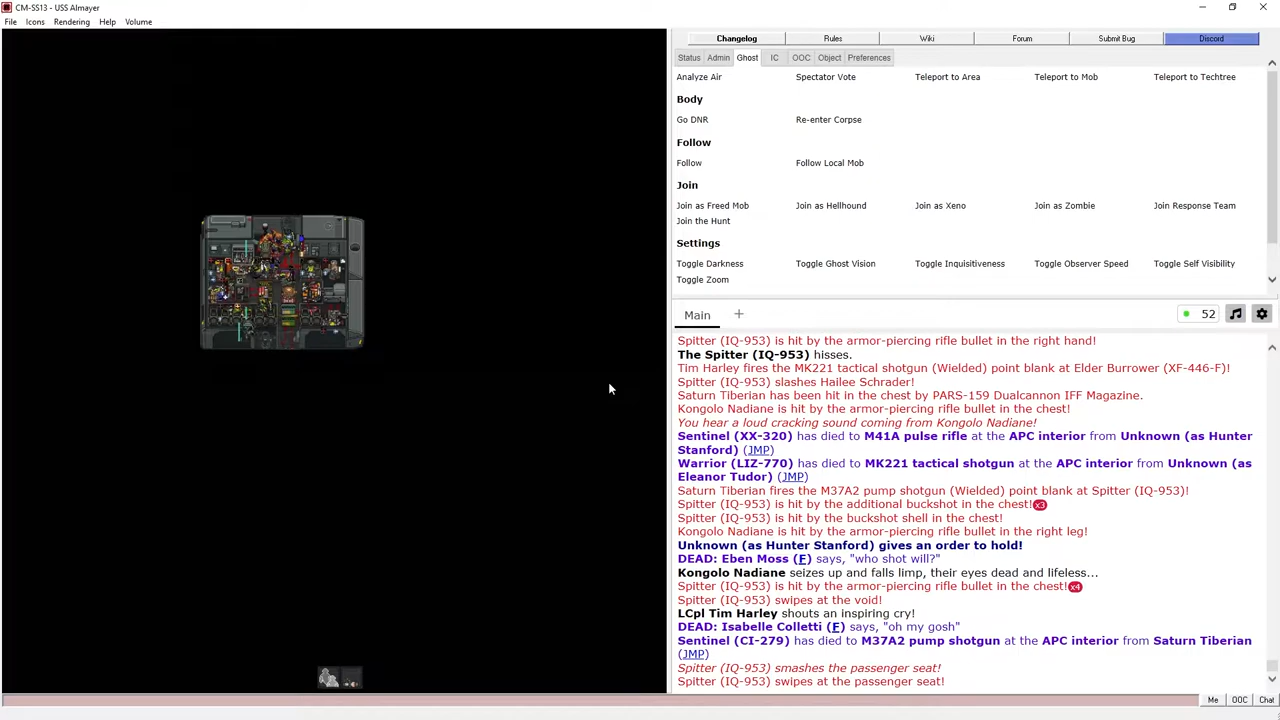 CM-SS13 - USS Almayer
File Icons Rendering Help Volume
Changelog Rules Wiki Forum Submit Bug Discord
Status Admin Ghost IC OOC Object Preferences
Analyze Air Spectator Vote Teleport to Area Teleport to Mob Teleport to Techtree
Body
Go DNR Re-enter Corpse
Follow
Follow Follow Local Mob
Join
Join as Freed Mob Join as Hellhound Join as Xeno Join as Zombie Join Response Team
Join the Hunt
Settings
Toggle Darkness Toggle Ghost Vision Toggle Inquisitiveness Toggle Observer Speed Toggle Self Visibility
Toggle Zoom
Main + 52
Spitter (IQ-953) is hit by the armor-piercing rifle bullet in the right hand!
The Spitter (IQ-953) hisses.
Tim Harley fires the MK221 tactical shotgun (Wielded) point blank at Elder Burrower (XF-446-F)!
Spitter (IQ-953) slashes Hailee Schrader!
Saturn Tiberian has been hit in the chest by PARS-159 Dualcannon IFF Magazine.
Kongolo Nadiane is hit by the armor-piercing rifle bullet in the chest!
You hear a loud cracking sound coming from Kongolo Nadiane!
Sentinel (XX-320) has died to M41A pulse rifle at the APC interior from Unknown (as Hunter
Stanford) (JMP)
Warrior (LIZ-770) has died to MK221 tactical shotgun at the APC interior from Unknown (as
Eleanor Tudor) (JMP)
Saturn Tiberian fires the M37A2 pump shotgun (Wielded) point blank at Spitter (IQ-953)!
Spitter (IQ-953) is hit by the additional buckshot in the chest! x3
Spitter (IQ-953) is hit by the buckshot shell in the chest!
Kongolo Nadiane is hit by the armor-piercing rifle bullet in the right leg!
Unknown (as Hunter Stanford) gives an order to hold!
DEAD: Eben Moss (F) says, "who shot will?"
Kongolo Nadiane seizes up and falls limp, their eyes dead and lifeless...
Spitter (IQ-953) is hit by the armor-piercing rifle bullet in the chest! x4
Spitter (IQ-953) swipes at the void!
LCpl Tim Harley shouts an inspiring cry!
DEAD: Isabelle Colletti (F) says, "oh my gosh"
Sentinel (CI-279) has died to M37A2 pump shotgun at the APC interior from Saturn Tiberian
(JMP)
Spitter (IQ-953) smashes the passenger seat!
Spitter (IQ-953) swipes at the passenger seat!
Me OOC Chat